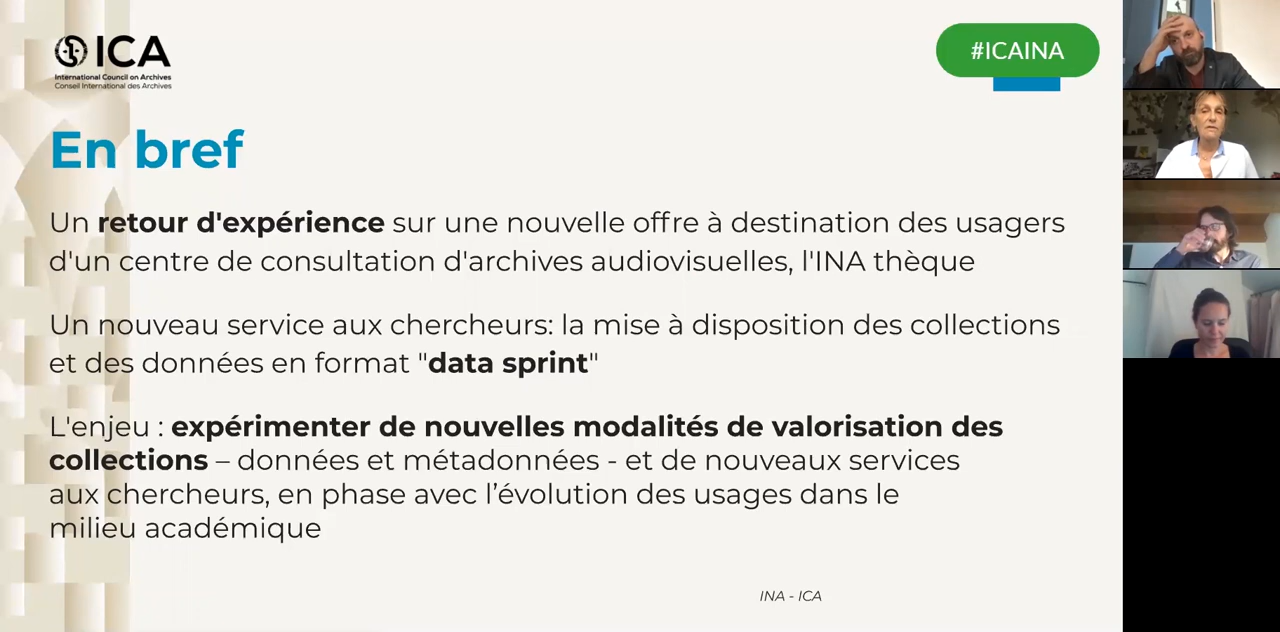 ICA
International Council on Archives
Conseil International des Archives
#ICAINA
En bref
Un retour d'expérience sur une nouvelle offre à destination des usagers
d'un centre de consultation d'archives audiovisuelles, l'INA thèque
Un nouveau service aux chercheurs: la mise à disposition des collections
et des données en format "data sprint"
L'enjeu : expérimenter de nouvelles modalités de valorisation des
collections – données et métadonnées - et de nouveaux services
aux chercheurs, en phase avec l’évolution des usages dans le
milieu académique
INA - ICA